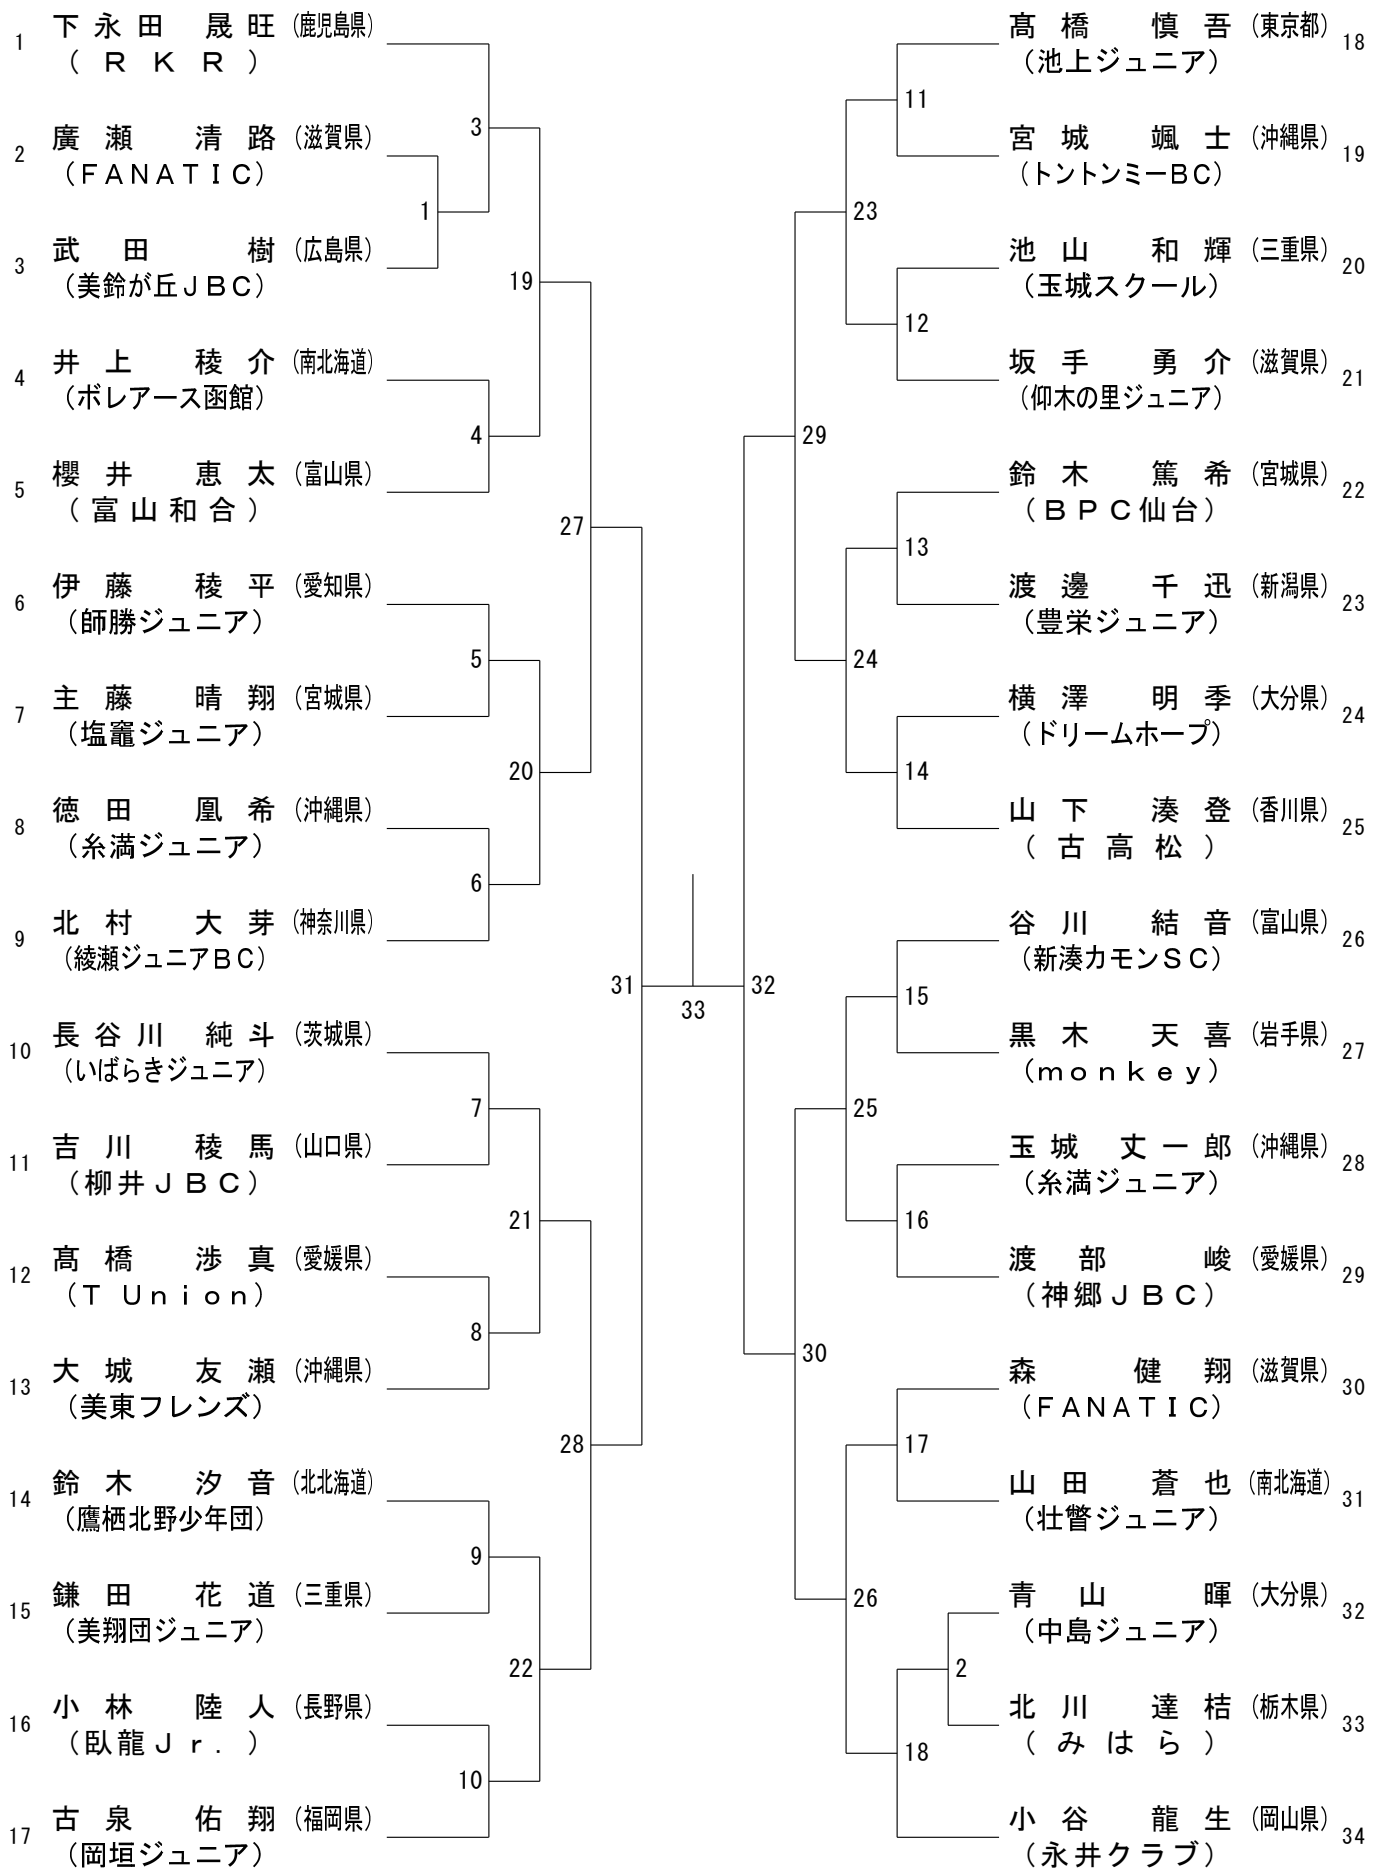 1 下永田 晟旺 (鹿児島県)
(ＲＫＲ)
2 廣瀬 清路 (滋賀県)
(ＦＡＮＡＴＩＣ)
1
3 武田 樹 (広島県)
(美鈴が丘ＪＢＣ)
3
4 井上 稜介 (南北海道)
(ボレアース函館)
5 櫻井 恵太 (富山県)
(富山和合)
4
19
6 伊藤 稜平 (愛知県)
(師勝ジュニア)
7 主藤 晴翔 (宮城県)
(塩竈ジュニア)
5
8 徳田 凰希 (沖縄県)
(糸満ジュニア)
9 北村 大芽 (神奈川県)
(綾瀬ジュニアＢＣ)
6
20
27
10 長谷川 純斗 (茨城県)
(いばらきジュニア)
11 吉川 稜馬 (山口県)
(柳井ＪＢＣ)
7
12 髙橋 渉真 (愛媛県)
(Ｔ Ｕｎｉｏｎ)
13 大城 友瀬 (沖縄県)
(美東フレンズ)
8
21
14 鈴木 汐音 (北北海道)
(鷹栖北野少年団)
15 鎌田 花道 (三重県)
(美翔団ジュニア)
9
16 小林 陸人 (長野県)
(臥龍Ｊｒ．)
17 古泉 佑翔 (福岡県)
(岡垣ジュニア)
10
22
28
31
33
32
髙橋 慎吾 (東京都) 18
(池上ジュニア)
11
宮城 颯士 (沖縄県) 19
(トントンミーＢＣ)
23
池山 和輝 (三重県) 20
(玉城スクール)
12
坂手 勇介 (滋賀県) 21
(仰木の里ジュニア)
29
鈴木 篤希 (宮城県) 22
(ＢＰＣ仙台)
13
渡邊 千迅 (新潟県) 23
(豊栄ジュニア)
24
横澤 明季 (大分県) 24
(ドリームホープ)
14
山下 湊登 (香川県) 25
(古高松)
谷川 結音 (富山県) 26
(新湊カモンＳＣ)
15
黒木 天喜 (岩手県) 27
(ｍｏｎｋｅｙ)
25
玉城 丈一郎 (沖縄県) 28
(糸満ジュニア)
16
渡部 峻 (愛媛県) 29
(神郷ＪＢＣ)
30
森 健翔 (滋賀県) 30
(ＦＡＮＡＴＩＣ)
17
山田 蒼也 (南北海道) 31
(壮瞥ジュニア)
26
青山 暉 (大分県) 32
(中島ジュニア)
2
北川 達桔 (栃木県) 33
(みはら)
18
小谷 龍生 (岡山県) 34
(永井クラブ)